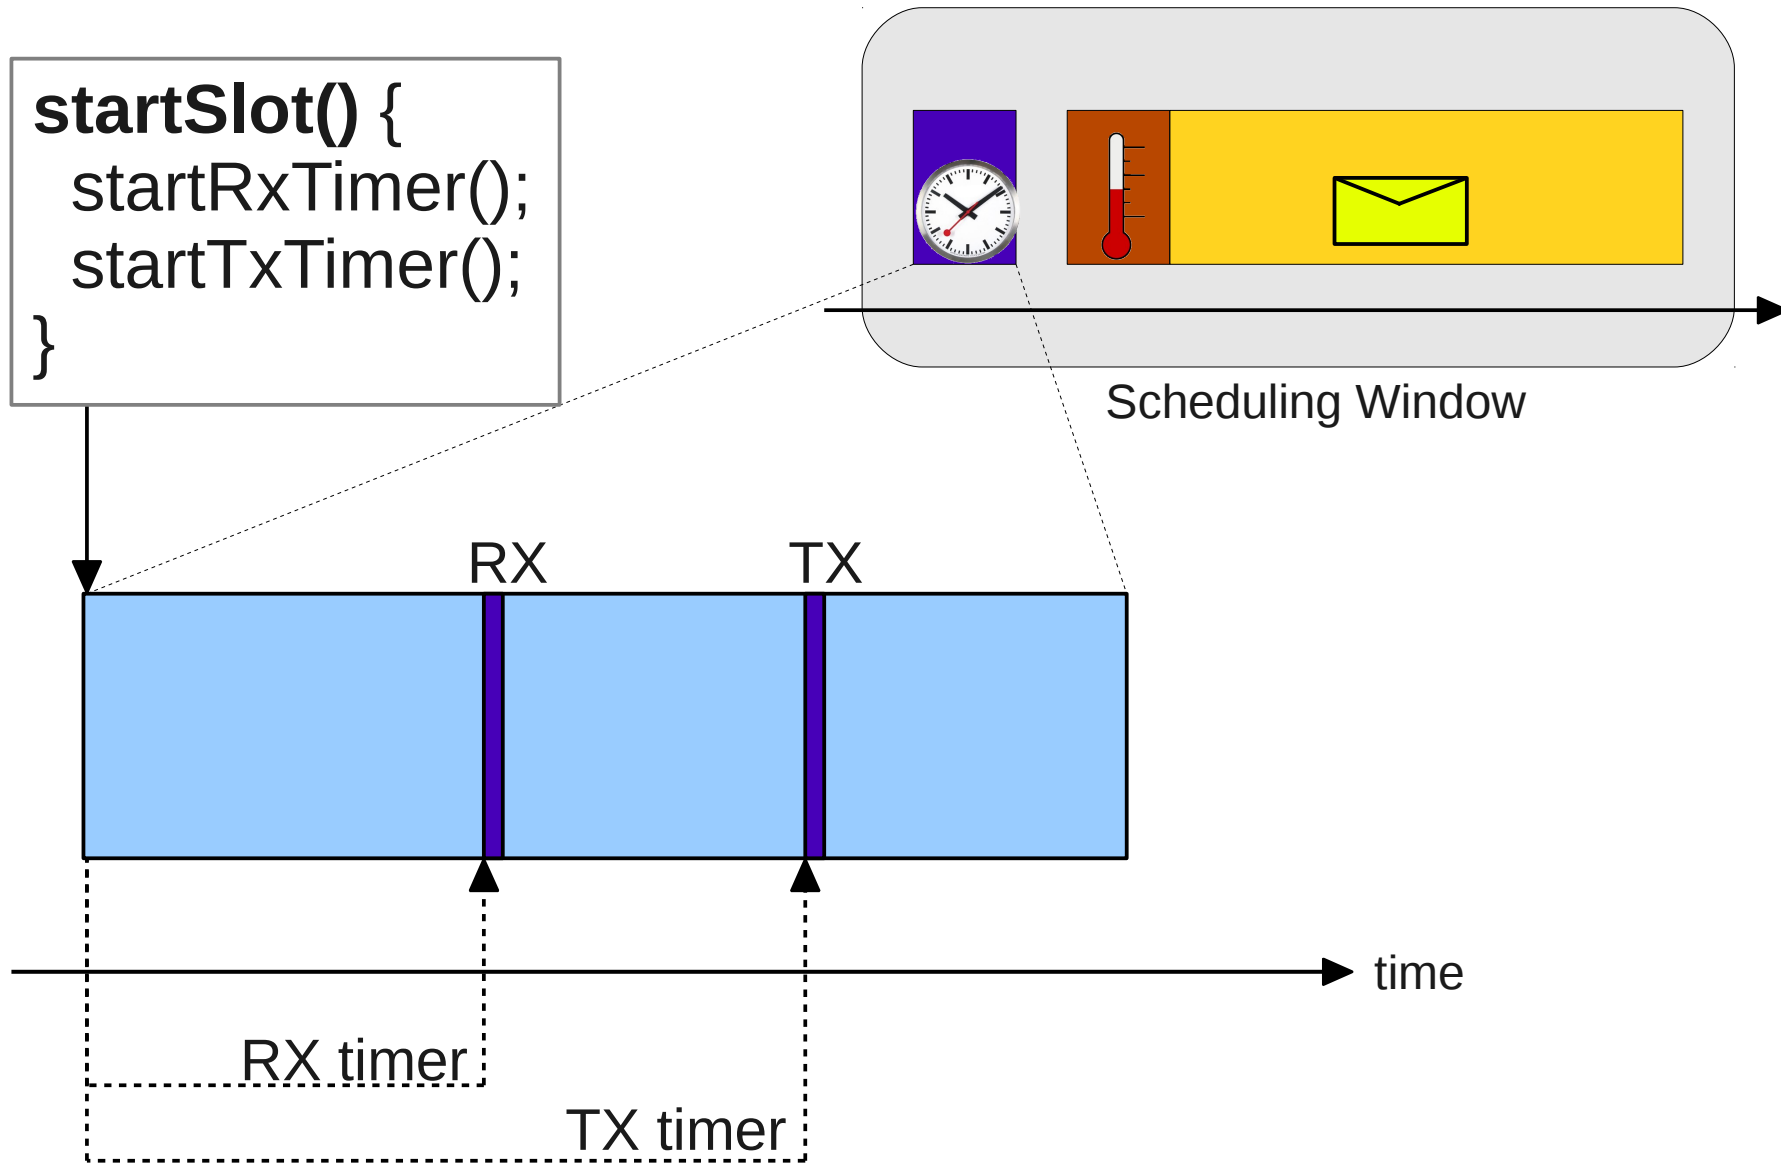 startSlot() {
startRxTimer();
startTxTimer();
}
Scheduling Window
RX
TX
time
RX timer
TX timer